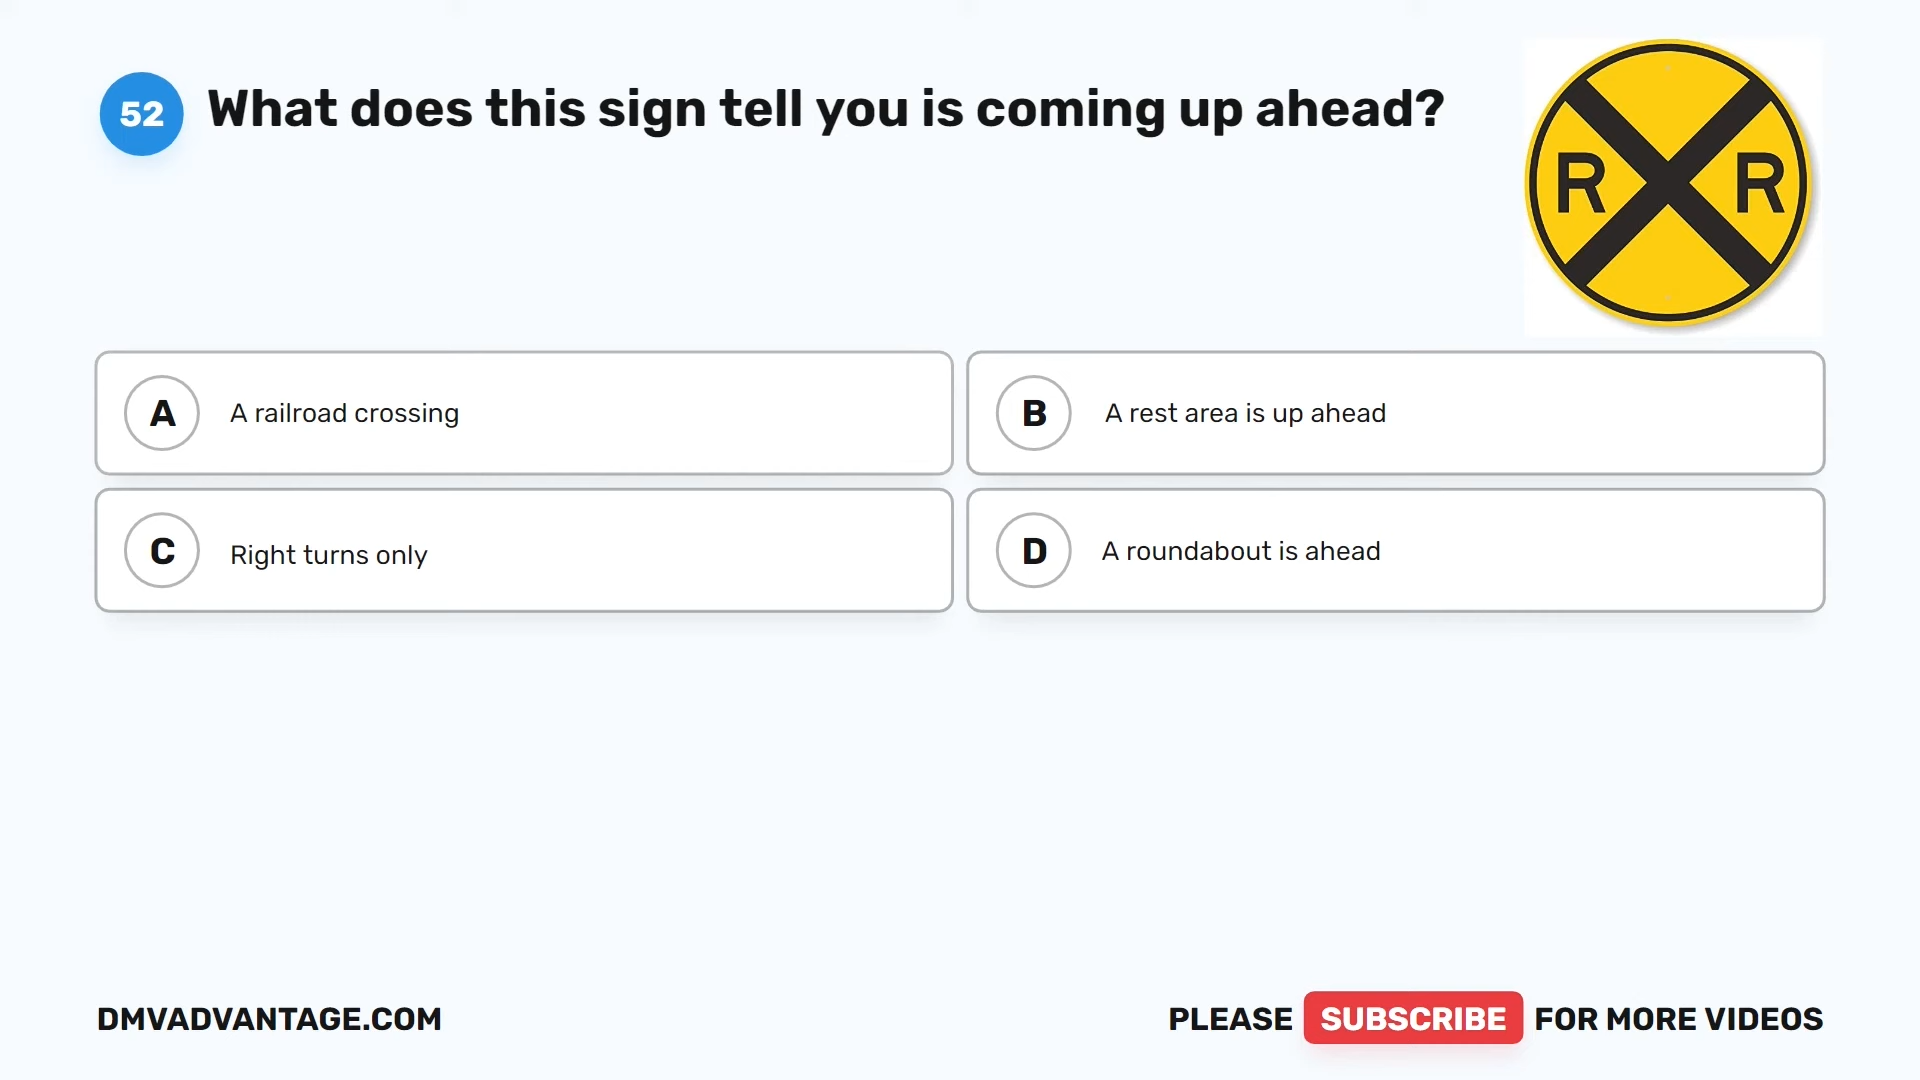 52 What does this sign tell you is coming up ahead?
R R
A A railroad crossing
B A rest area is up ahead
C Right turns only
D A roundabout is ahead
DMVADVANTAGE.COM
PLEASE SUBSCRIBE FOR MORE VIDEOS